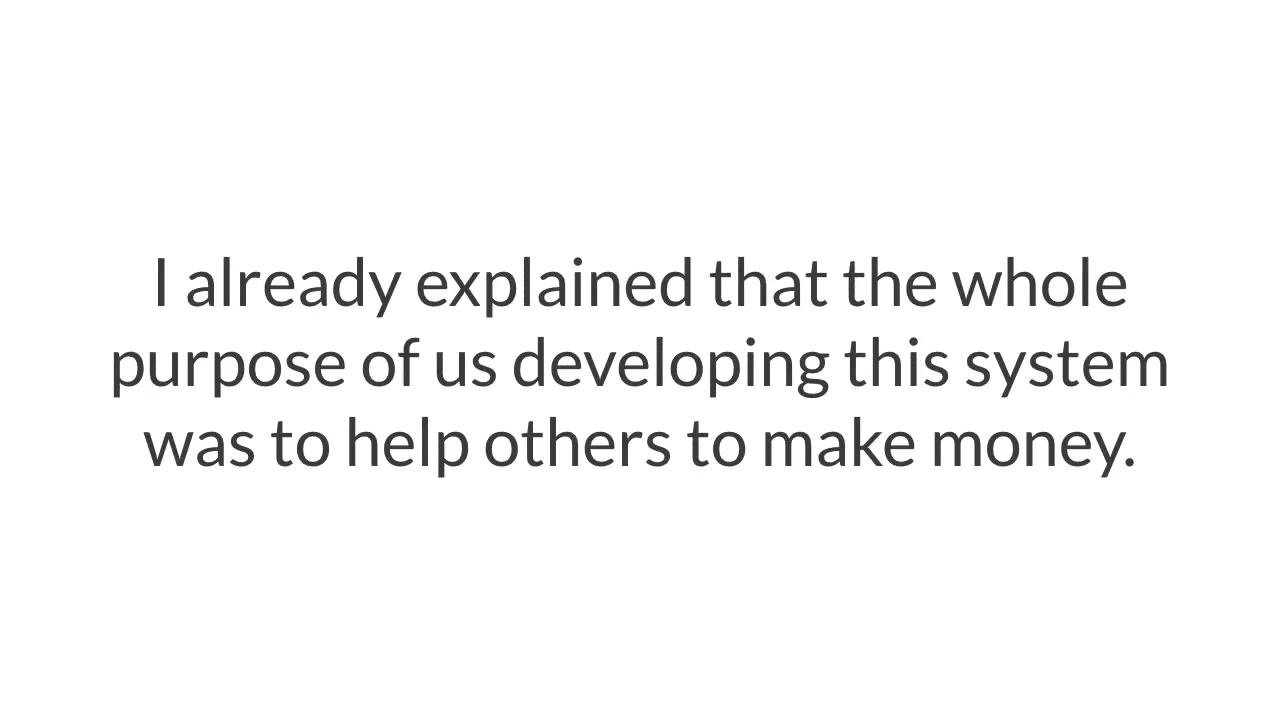 I already explained that the whole
purpose of us developing this system
was to help others to make money.